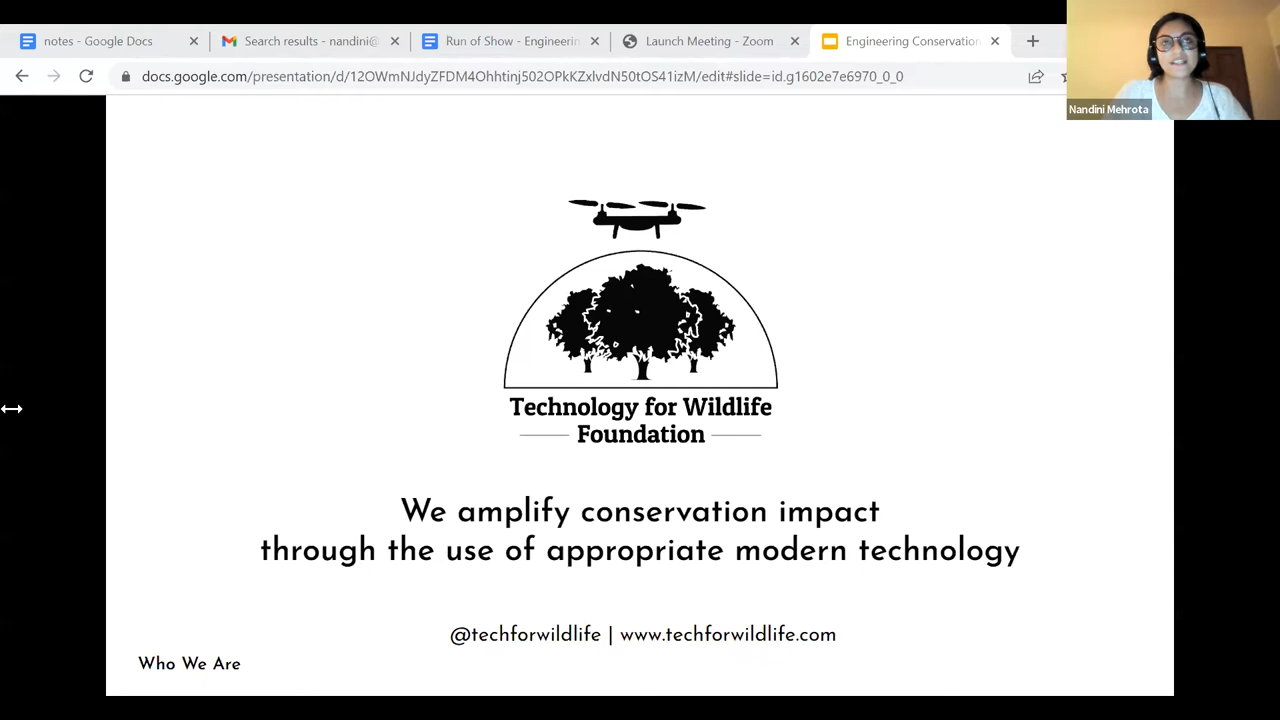 notes - Google Docs
Search results - nandini@
Run of Show - Engineerin
Launch Meeting - Zoom
Engineering Conservation
docs.google.com/presentation/d/12OWmNJdyZFDM4Ohhtinj502OPkKZxlvdN50tOS41izM/edit#slide=id.g1602e7e6970_0_0
Nandini Mehrota
Technology for Wildlife
Foundation
We amplify conservation impact
through the use of appropriate modern technology
@techforwildlife | www.techforwildlife.com
Who We Are